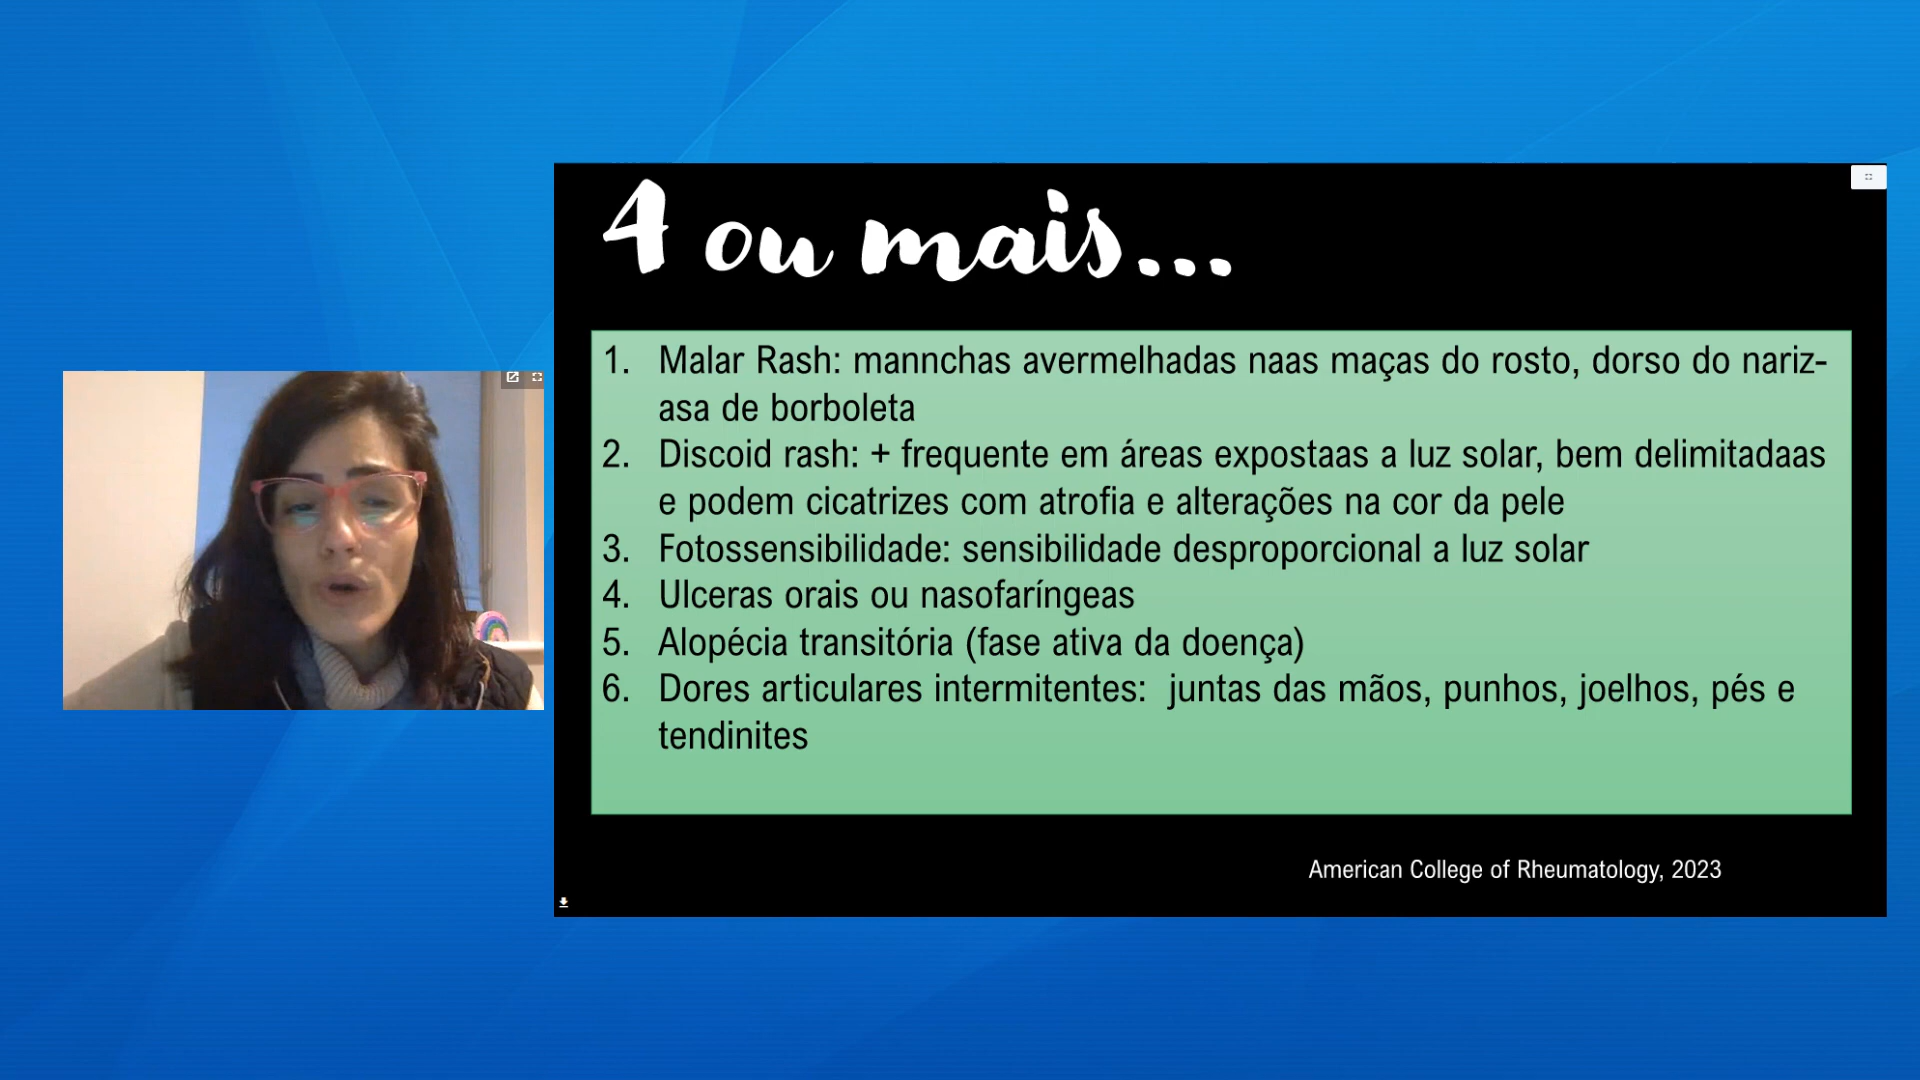 4 ou mais...
1. Malar Rash: mannchas avermelhadas naas maças do rosto, dorso do nariz-
asa de borboleta
2. Discoid rash: + frequente em áreas expostaas a luz solar, bem delimitadaas
e podem cicatrizes com atrofia e alterações na cor da pele
3. Fotossensibilidade: sensibilidade desproporcional a luz solar
4. Ulceras orais ou nasofaríngeas
5. Alopécia transitória (fase ativa da doença)
6. Dores articulares intermitentes: juntas das mãos, punhos, joelhos, pés e
tendinites
American College of Rheumatology, 2023